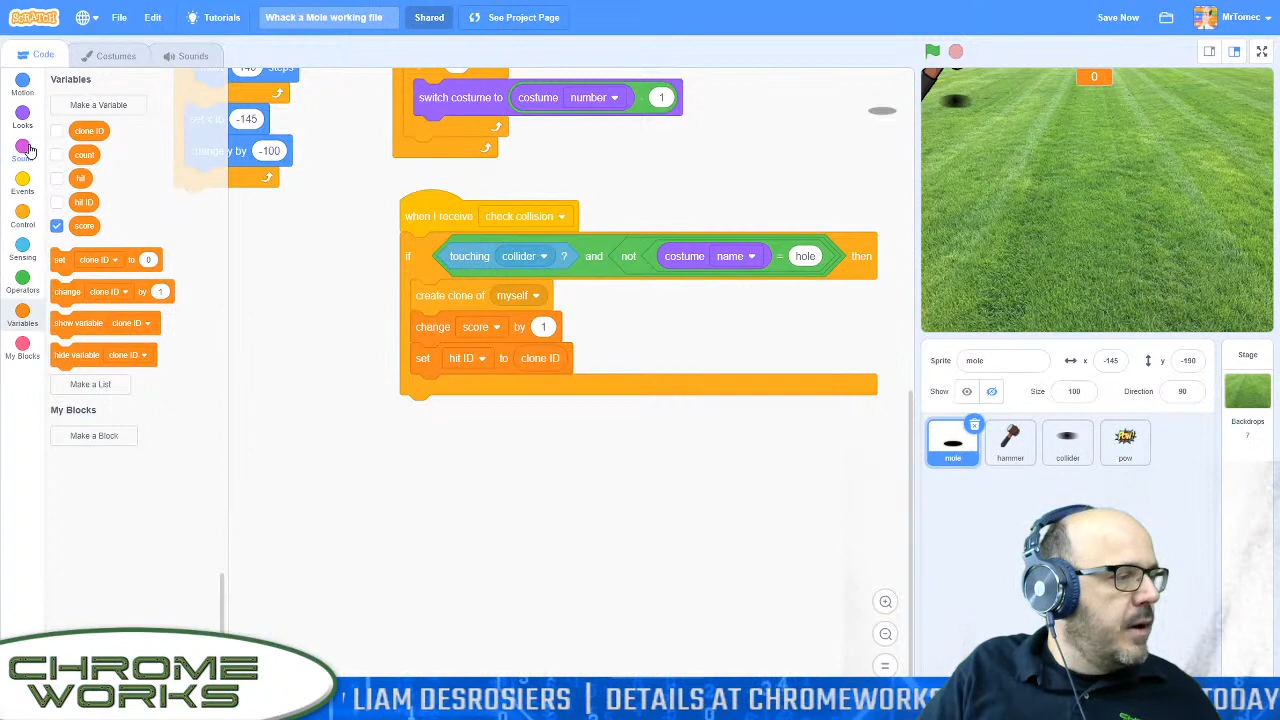 SCRATCH File Edit Tutorials Whack a Mole working file Shared See Project Page Save Now MrTomec
Code Costumes Sounds
Motion
Looks
Sound
Events
Control
Sensing
Operators
Variables
My Blocks
Variables
Make a Variable
clone ID
count
hit
hit ID
score
set clone ID to 0
change clone ID by 1
show variable clone ID
hide variable clone ID
Make a List
My Blocks
Make a Block
set x to -145
change y by -100
switch costume to costume number - 1
when I receive check collision
if touching collider ? and not costume name = hole then
create clone of myself
change score by 1
set hit ID to clone ID
0
Sprite mole x -145 y -190
Show Size 100 Direction 90
mole hammer collider pow
Stage
Backdrops
7
CHROME
WORKS
LIAM DESROSIERS | DETAILS AT CHROMEWORK
TODAY